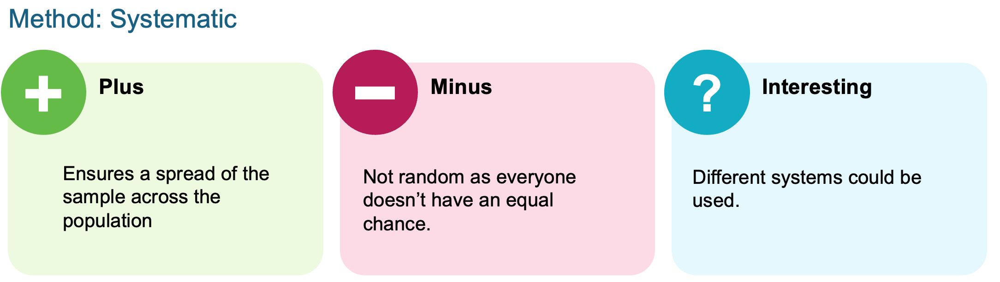 Method: Systematic
Plus
Ensures a spread of the
sample across the
population
Minus
Not random as everyone
doesn’t have an equal
chance.
?
Interesting
Different systems could be
used.